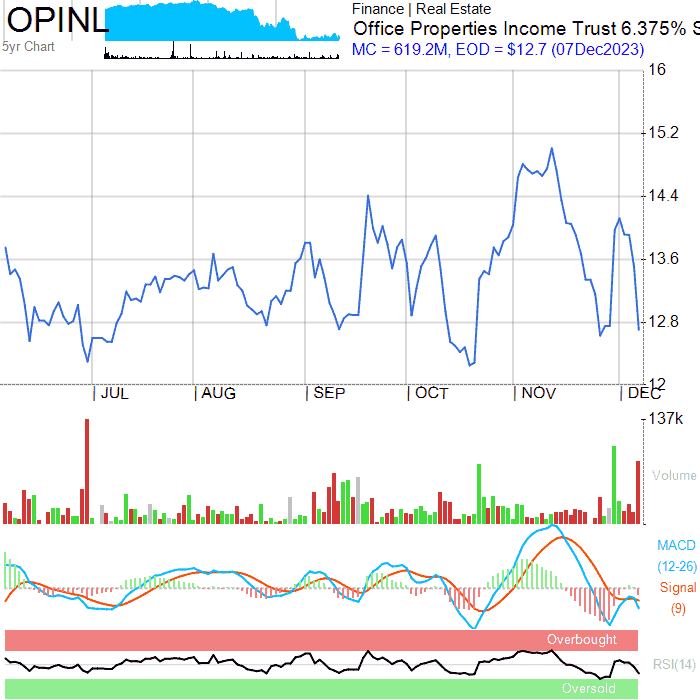 OPINL
5yr Chart
Finance | Real Estate
Office Properties Income Trust 6.375% S
MC = 619.2M, EOD = $12.7 (07Dec2023)
16
15.2
14.4
13.6
12.8
12
JUL AUG SEP OCT NOV DEC
137k
Volume
MACD
(12-26)
Signal
(9)
Overbought
RSI(14)
Oversold